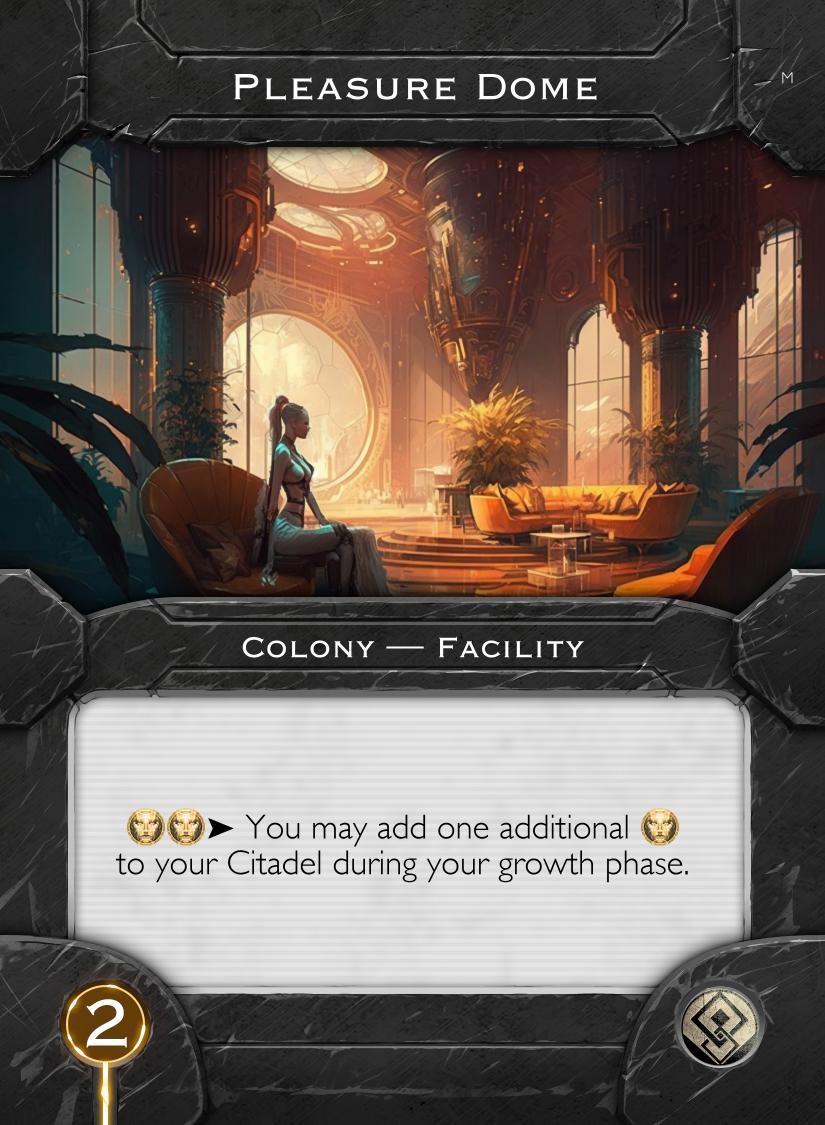 Pleasure Dome
M
Colony — Facility
➤ You may add one additional
to your Citadel during your growth phase.
2